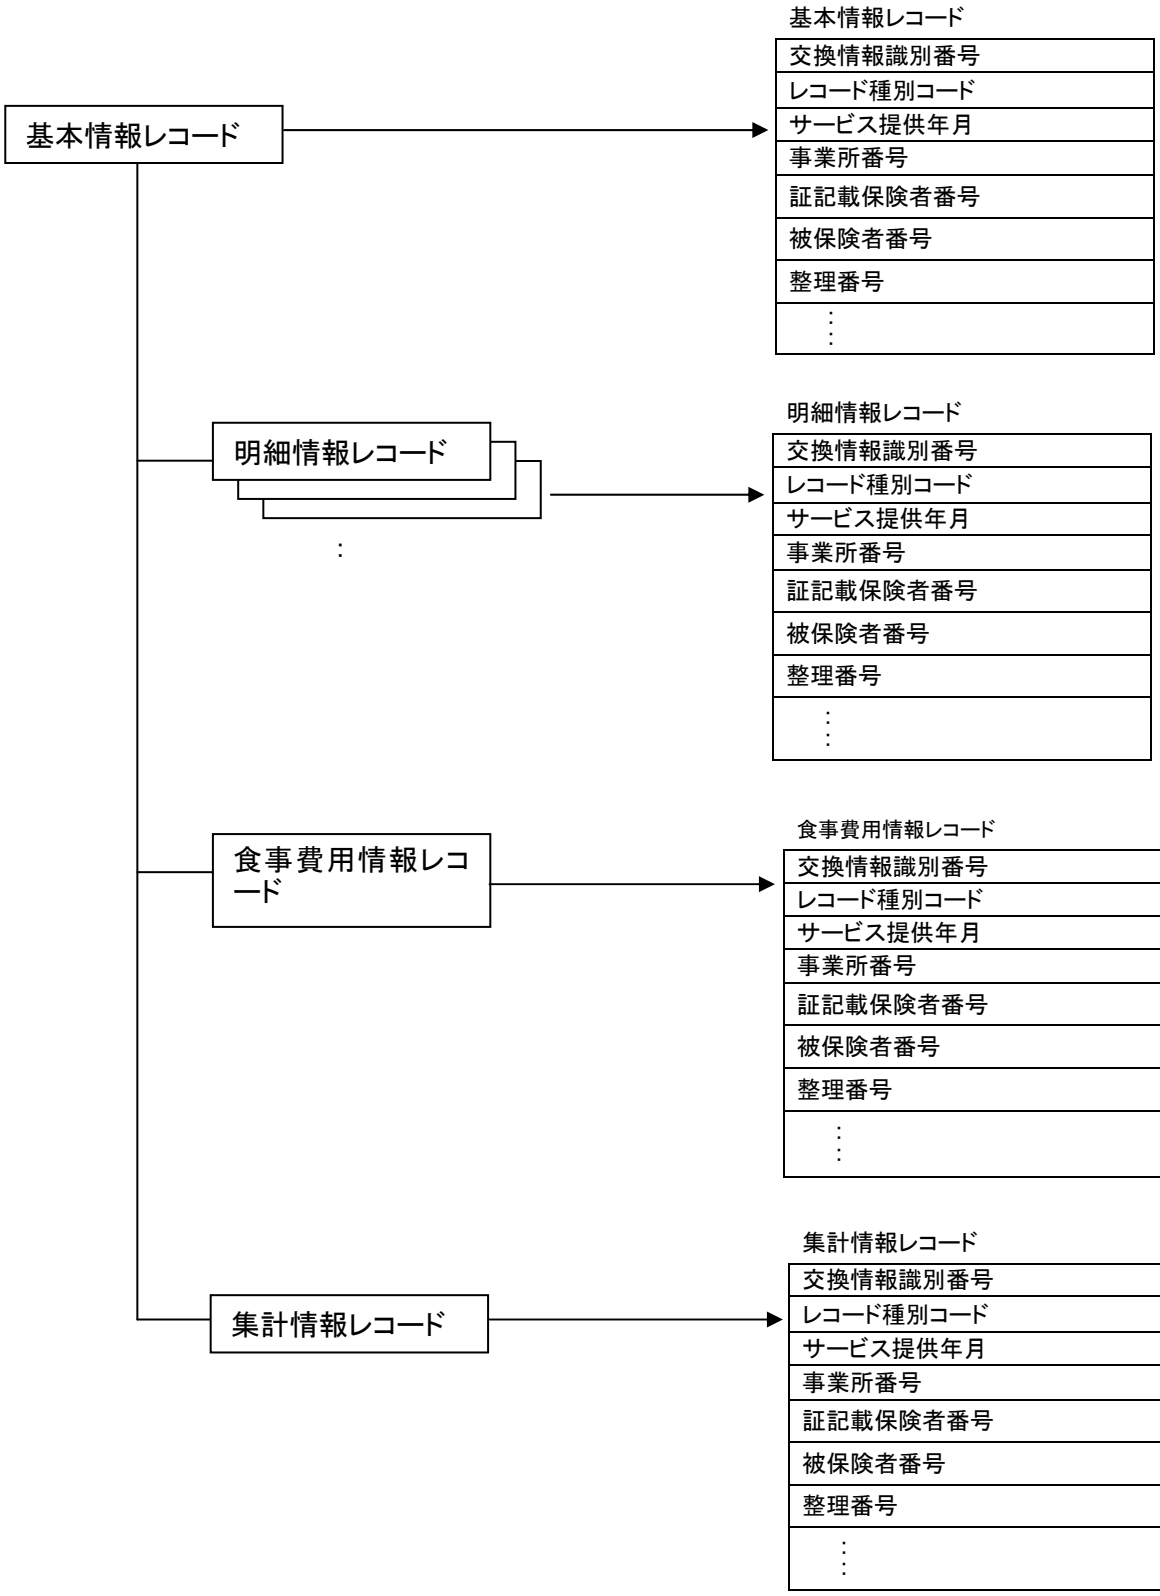 基本情報レコード
交換情報識別番号
レコード種別コード
サービス提供年月
事業所番号
証記載保険者番号
被保険者番号
整理番号
：
：
基本情報レコード
明細情報レコード
交換情報識別番号
レコード種別コード
サービス提供年月
事業所番号
証記載保険者番号
被保険者番号
整理番号
：
：
明細情報レコード
：
食事費用情報レコード
交換情報識別番号
レコード種別コード
サービス提供年月
事業所番号
証記載保険者番号
被保険者番号
整理番号
：
：
食事費用情報レコ
ード
集計情報レコード
交換情報識別番号
レコード種別コード
サービス提供年月
事業所番号
証記載保険者番号
被保険者番号
整理番号
：
：
集計情報レコード